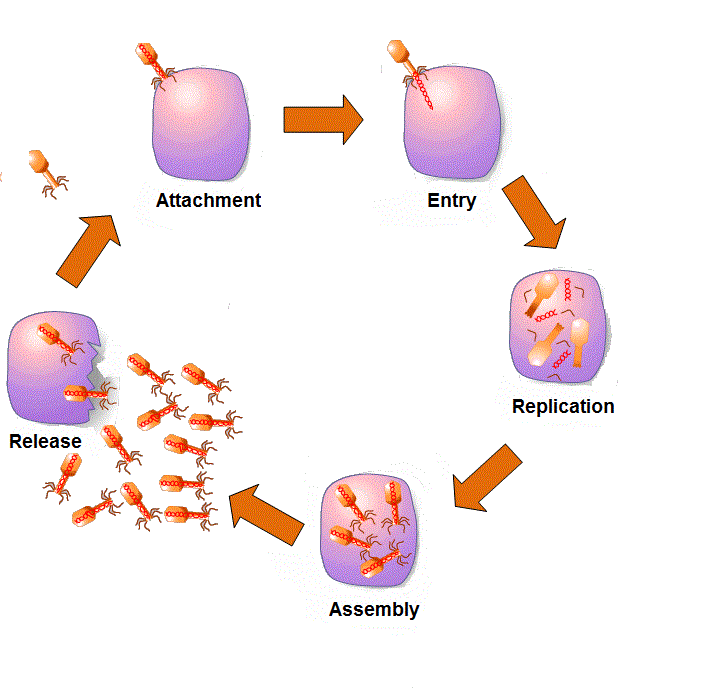 Attachment
Entry
Replication
Assembly
Release